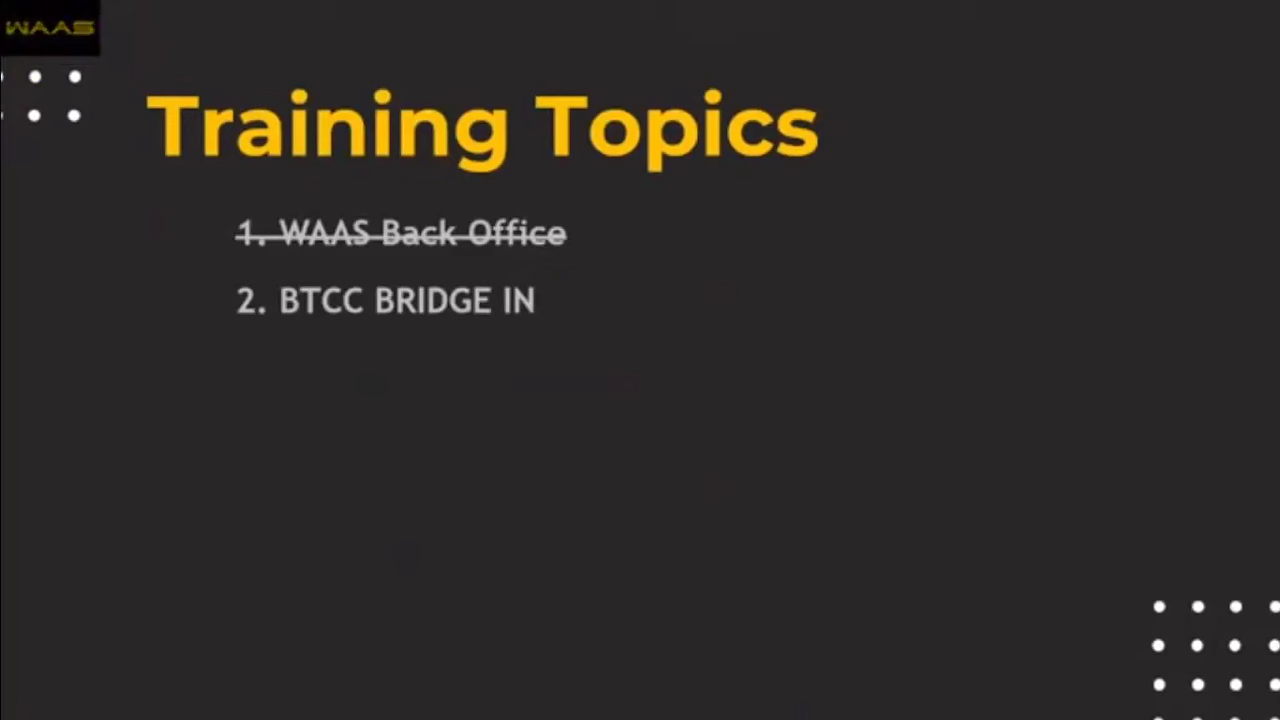 WAAS
Training Topics
1. WAAS Back Office
2. BTCC BRIDGE IN